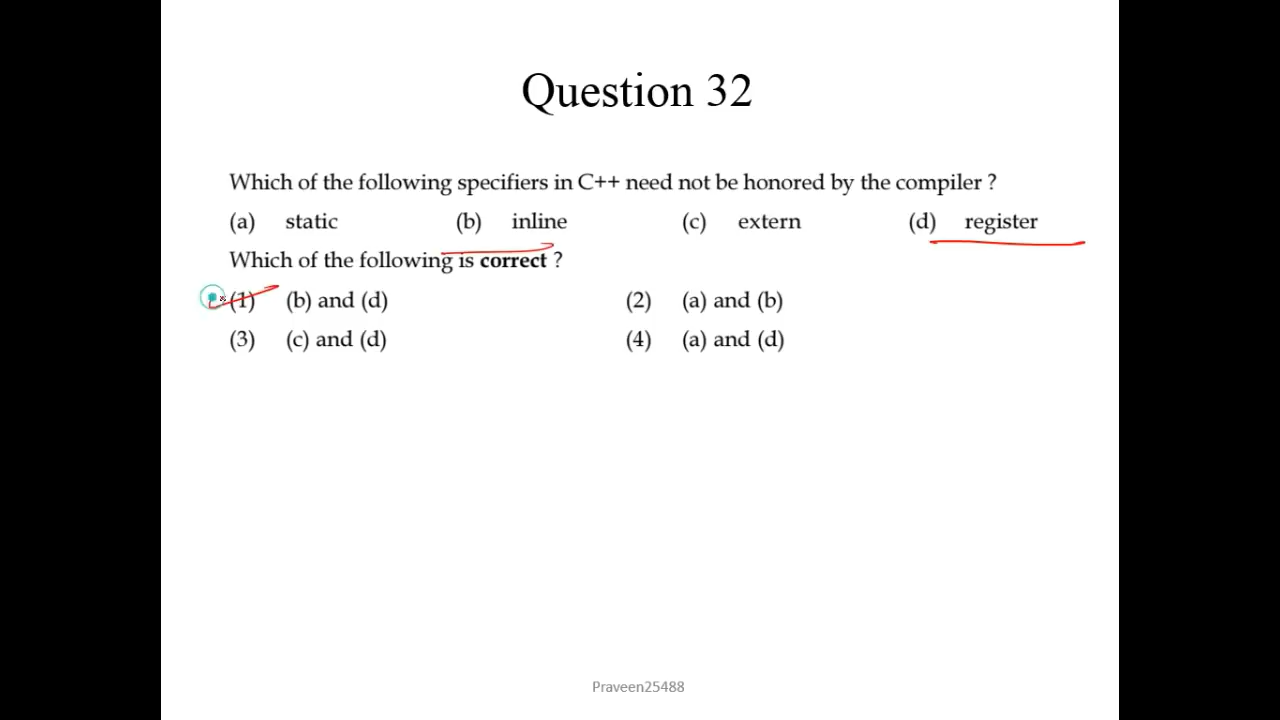 Question 32
Which of the following specifiers in C++ need not be honored by the compiler ?
(a) static (b) inline (c) extern (d) register
Which of the following is correct ?
(1) (b) and (d) (2) (a) and (b)
(3) (c) and (d) (4) (a) and (d)
Praveen25488